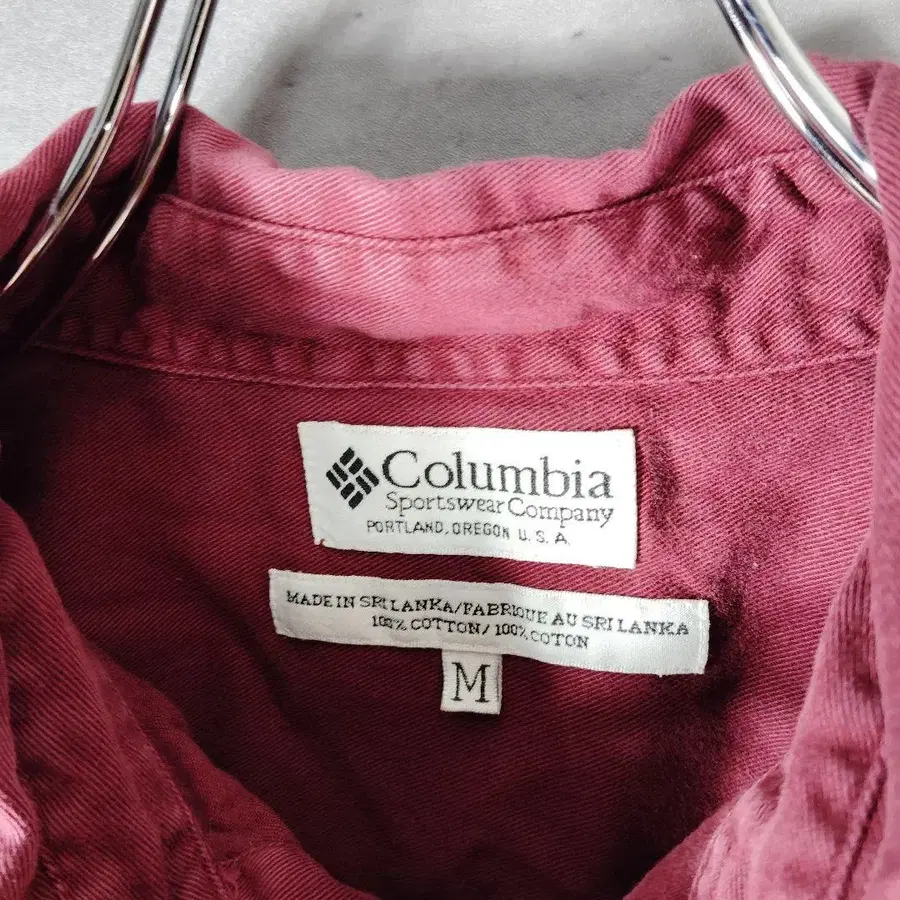 Columbia
Sportswear Company
PORTLAND, OREGON U.S.A.
MADE IN SRI LANKA/FABRIQUE AU SRI LANKA
100% COTTON/100% COTON
M